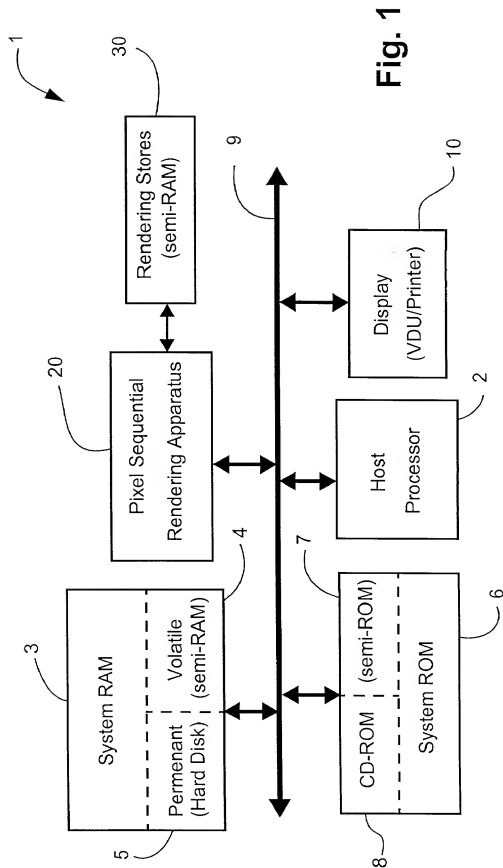 1
30
Rendering Stores
(semi-RAM)
20
Pixel Sequential
Rendering Apparatus
3
System RAM
Permenant
(Hard Disk)
Volatile
(semi-RAM)
4
5
9
7
CD-ROM
(semi-ROM)
System ROM
8
6
Host
Processor
2
Display
(VDU/Printer)
10
Fig. 1